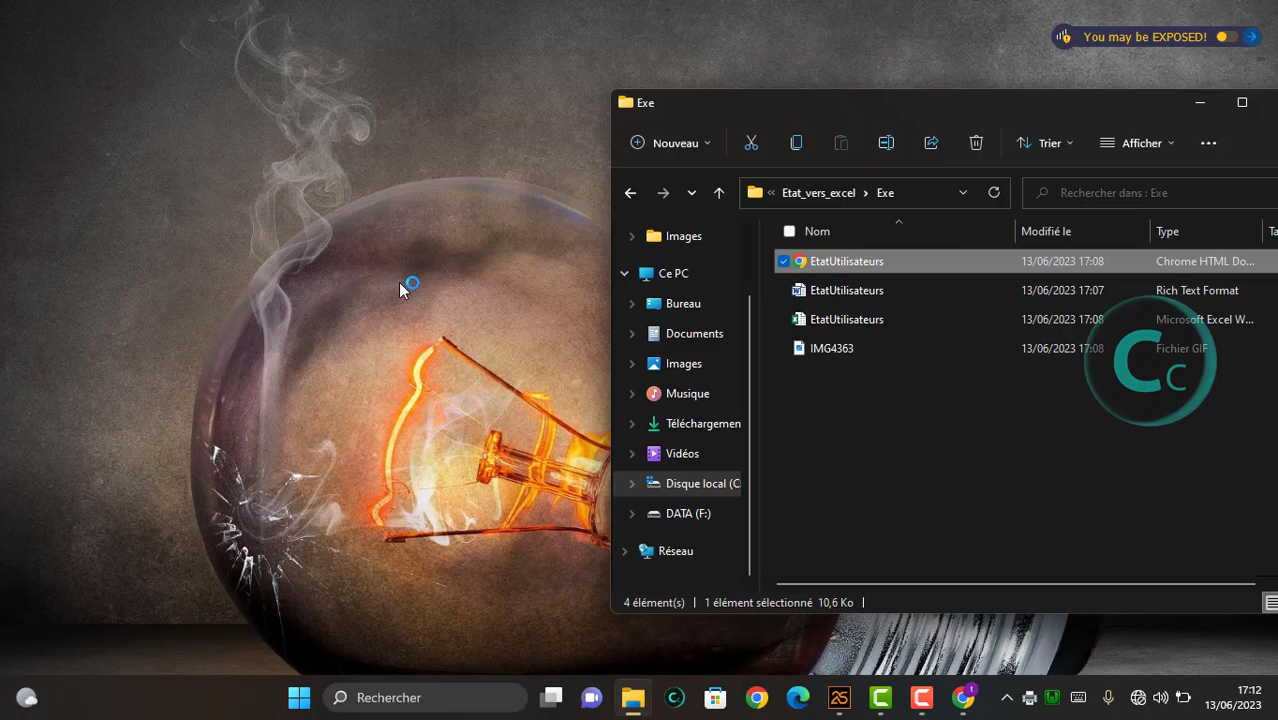 You may be EXPOSED!
Exe
Nouveau
Trier
Afficher
Etat_vers_excel
Exe
Rechercher dans : Exe
Nom
Modifié le
Type
Ta
Images
Ce PC
Bureau
Documents
Images
Musique
Téléchargemen
Vidéos
Disque local (C
DATA (F:)
Réseau
EtatUtilisateurs 13/06/2023 17:08 Chrome HTML Do...
EtatUtilisateurs 13/06/2023 17:07 Rich Text Format
EtatUtilisateurs 13/06/2023 17:08 Microsoft Excel W...
IMG4363 13/06/2023 17:08 Fichier GIF
Cc
4 élément(s)
1 élément sélectionné 10,6 Ko
Rechercher
17:12
13/06/2023